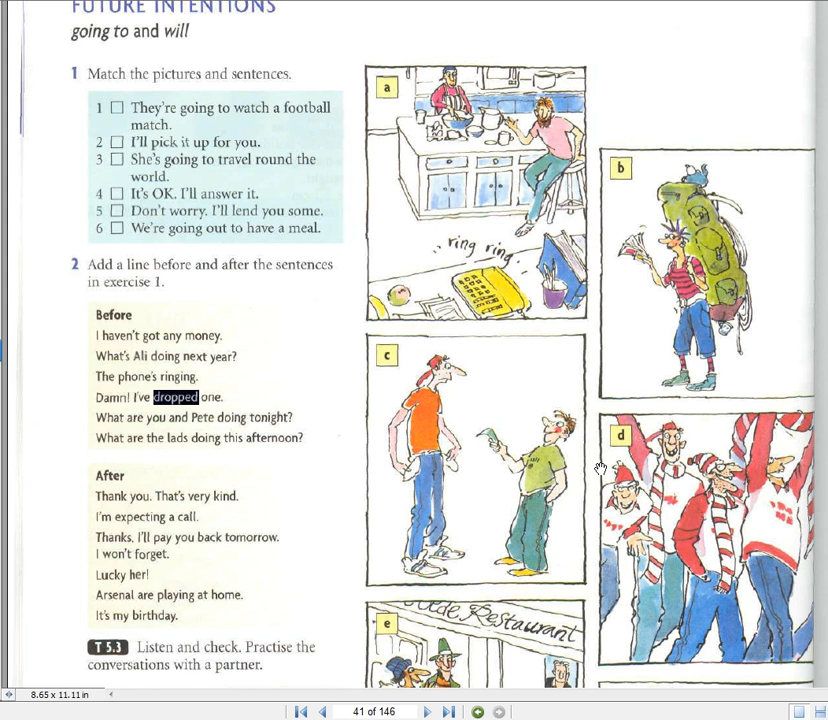 FUTURE INTENTIONS
going to and will
1 Match the pictures and sentences.
1 They're going to watch a football
match.
2 I'll pick it up for you.
3 She's going to travel round the
world.
4 It's OK. I'll answer it.
5 Don't worry. I'll lend you some.
6 We're going out to have a meal.
2 Add a line before and after the sentences
in exercise 1.
Before
I haven't got any money.
What's Ali doing next year?
The phone's ringing.
Damn! I've dropped one.
What are you and Pete doing tonight?
What are the lads doing this afternoon?
After
Thank you. That's very kind.
I'm expecting a call.
Thanks. I'll pay you back tomorrow.
I won't forget.
Lucky her!
Arsenal are playing at home.
It's my birthday.
T 5.3 Listen and check. Practise the
conversations with a partner.
a
ring ring
b
c
d
e
Olde Restaurant
8.65 x 11.11 in
41 of 146